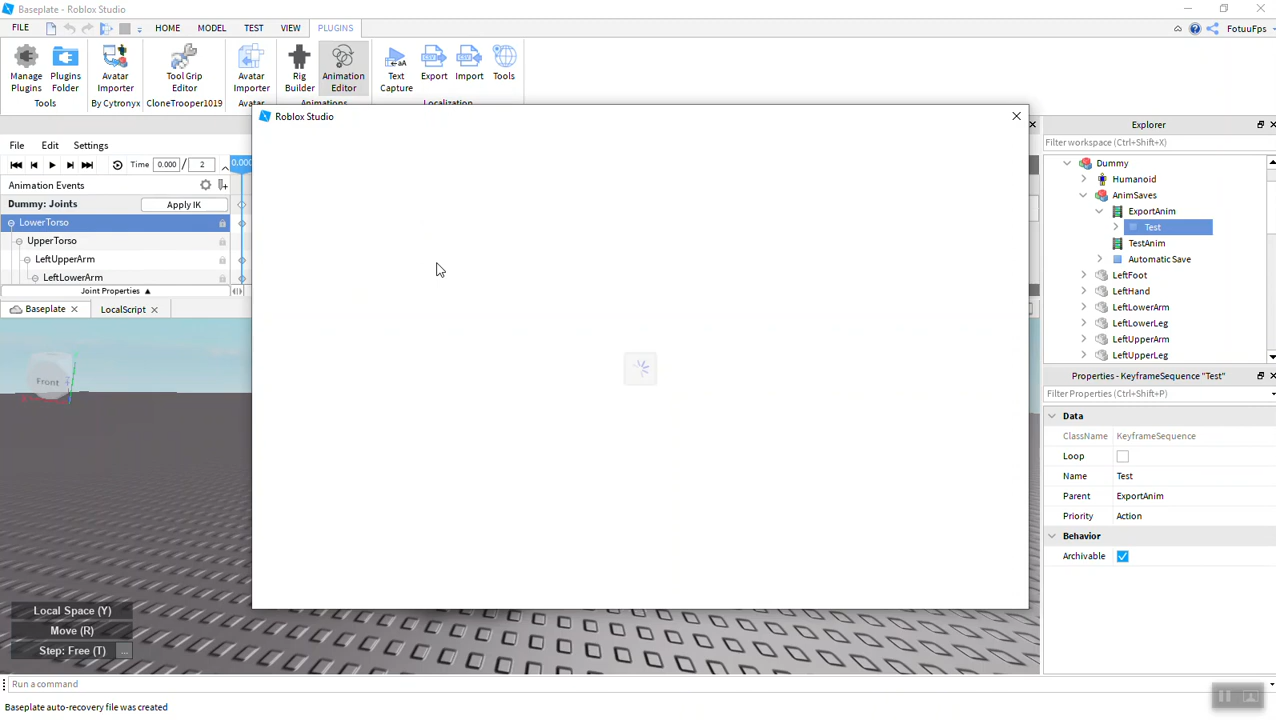 Baseplate - Roblox Studio
FILE HOME MODEL TEST VIEW PLUGINS FotuuFps
Manage Plugins
Plugins Folder
Avatar Importer
Tool Grip Editor
Avatar Importer
Rig Builder
Animation Editor
Text Capture
Export
Import
Tools
Tools By Cytronyx CloneTrooper1019 Avatar Animations Localization
Roblox Studio
File Edit Settings
Time 0.000 / 2 0.000
Animation Events
Dummy: Joints Apply IK
LowerTorso
UpperTorso
LeftUpperArm
LeftLowerArm
Joint Properties ▲
Baseplate LocalScript
Front
Local Space (Y)
Move (R)
Step: Free (T) ...
Run a command
Baseplate auto-recovery file was created
Explorer
Filter workspace (Ctrl+Shift+X)
Dummy
Humanoid
AnimSaves
ExportAnim
Test
TestAnim
Automatic Save
LeftFoot
LeftHand
LeftLowerArm
LeftLowerLeg
LeftUpperArm
LeftUpperLeg
Properties - KeyframeSequence "Test"
Filter Properties (Ctrl+Shift+P)
Data
ClassName KeyframeSequence
Loop
Name Test
Parent ExportAnim
Priority Action
Behavior
Archivable